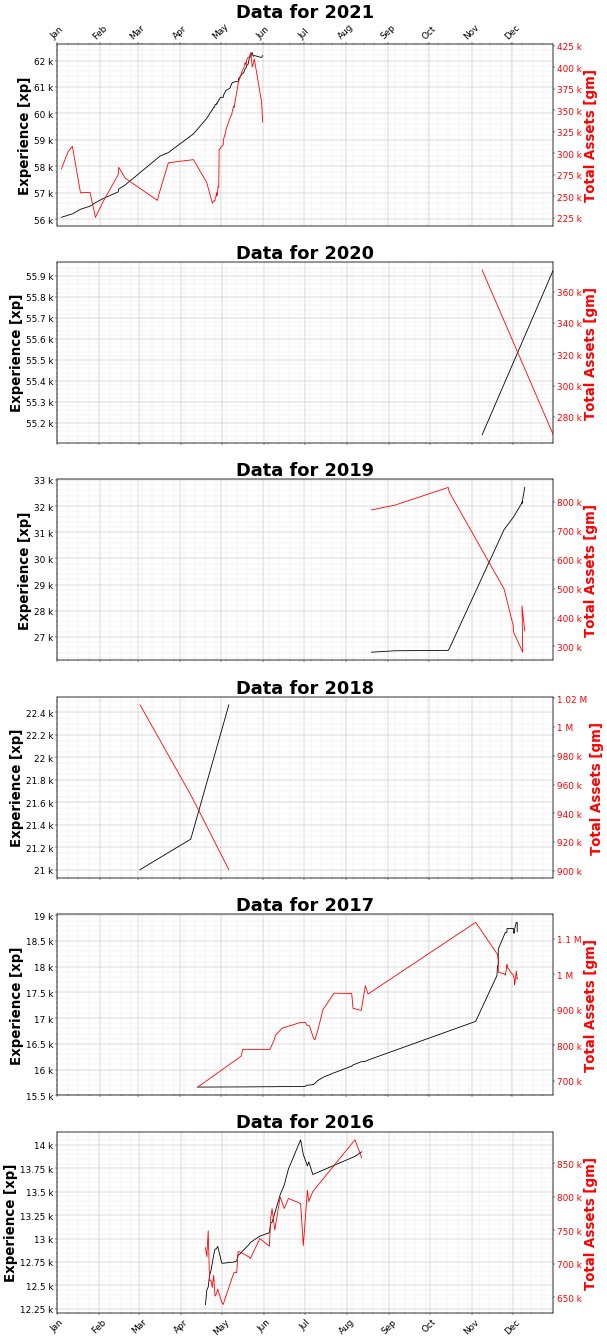 Data for 2021
Jan Feb Mar Apr May Jun Jul Aug Sep Oct Nov Dec
Experience [xp]
62 k
61 k
60 k
59 k
58 k
57 k
56 k
425 k
400 k
375 k
350 k
325 k
300 k
275 k
250 k
225 k
Total Assets [gm]
Data for 2020
Experience [xp]
55.9 k
55.8 k
55.7 k
55.6 k
55.5 k
55.4 k
55.3 k
55.2 k
360 k
340 k
320 k
300 k
280 k
Total Assets [gm]
Data for 2019
Experience [xp]
33 k
32 k
31 k
30 k
29 k
28 k
27 k
800 k
700 k
600 k
500 k
400 k
300 k
Total Assets [gm]
Data for 2018
Experience [xp]
22.4 k
22.2 k
22 k
21.8 k
21.6 k
21.4 k
21.2 k
21 k
1.02 M
1 M
980 k
960 k
940 k
920 k
900 k
Total Assets [gm]
Data for 2017
Experience [xp]
19 k
18.5 k
18 k
17.5 k
17 k
16.5 k
16 k
15.5 k
1.1 M
1 M
900 k
800 k
700 k
Total Assets [gm]
Data for 2016
Experience [xp]
14 k
13.75 k
13.5 k
13.25 k
13 k
12.75 k
12.5 k
12.25 k
850 k
800 k
750 k
700 k
650 k
Total Assets [gm]
Jan Feb Mar Apr May Jun Jul Aug Sep Oct Nov Dec